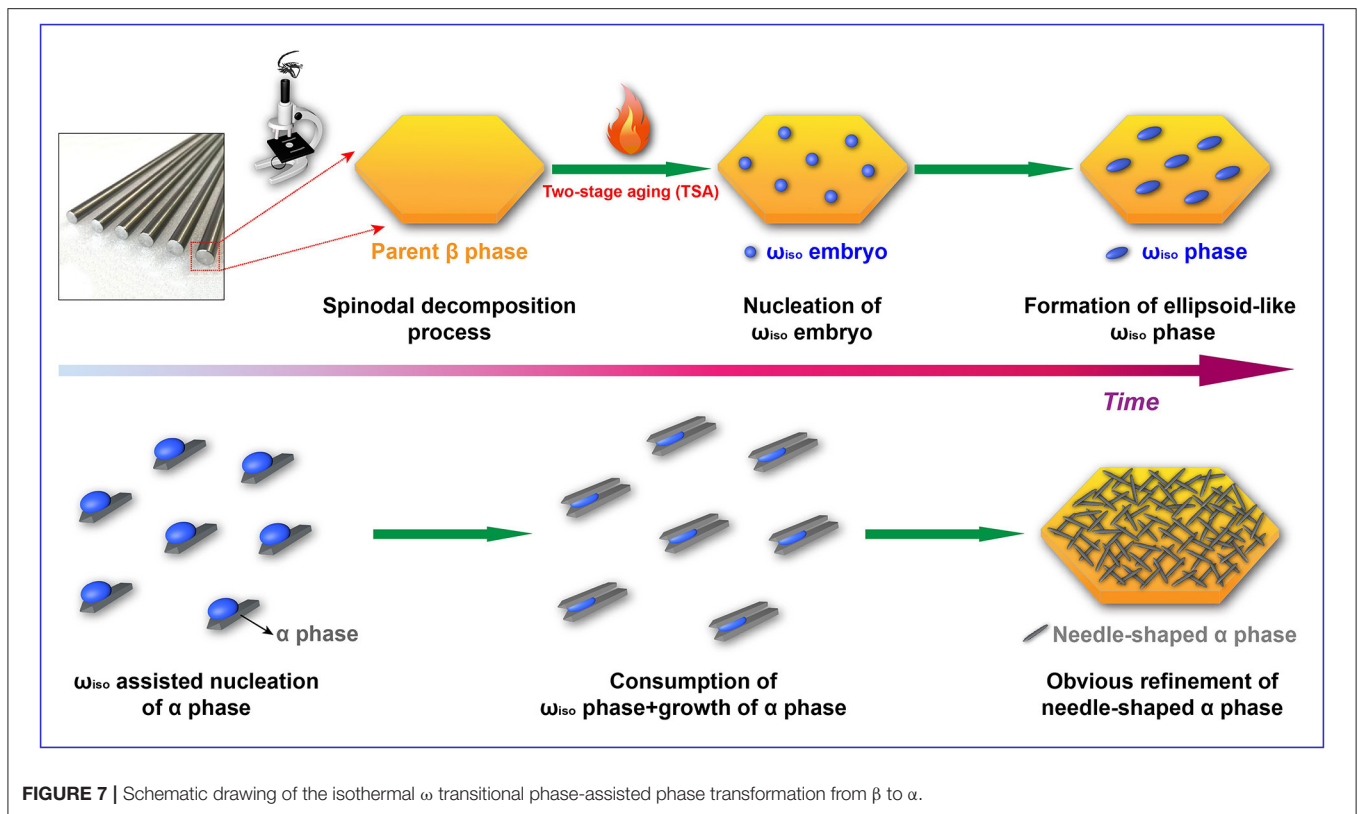 Two-stage aging (TSA)
Parent β phase
ωiso embryo
ωiso phase
Spinodal decomposition
process
Nucleation of
ωiso embryo
Formation of ellipsoid-like
ωiso phase
Time
α phase
Needle-shaped α phase
ωiso assisted nucleation
of α phase
Consumption of
ωiso phase+growth of α phase
Obvious refinement of
needle-shaped α phase
FIGURE 7 | Schematic drawing of the isothermal ω transitional phase-assisted phase transformation from β to α.